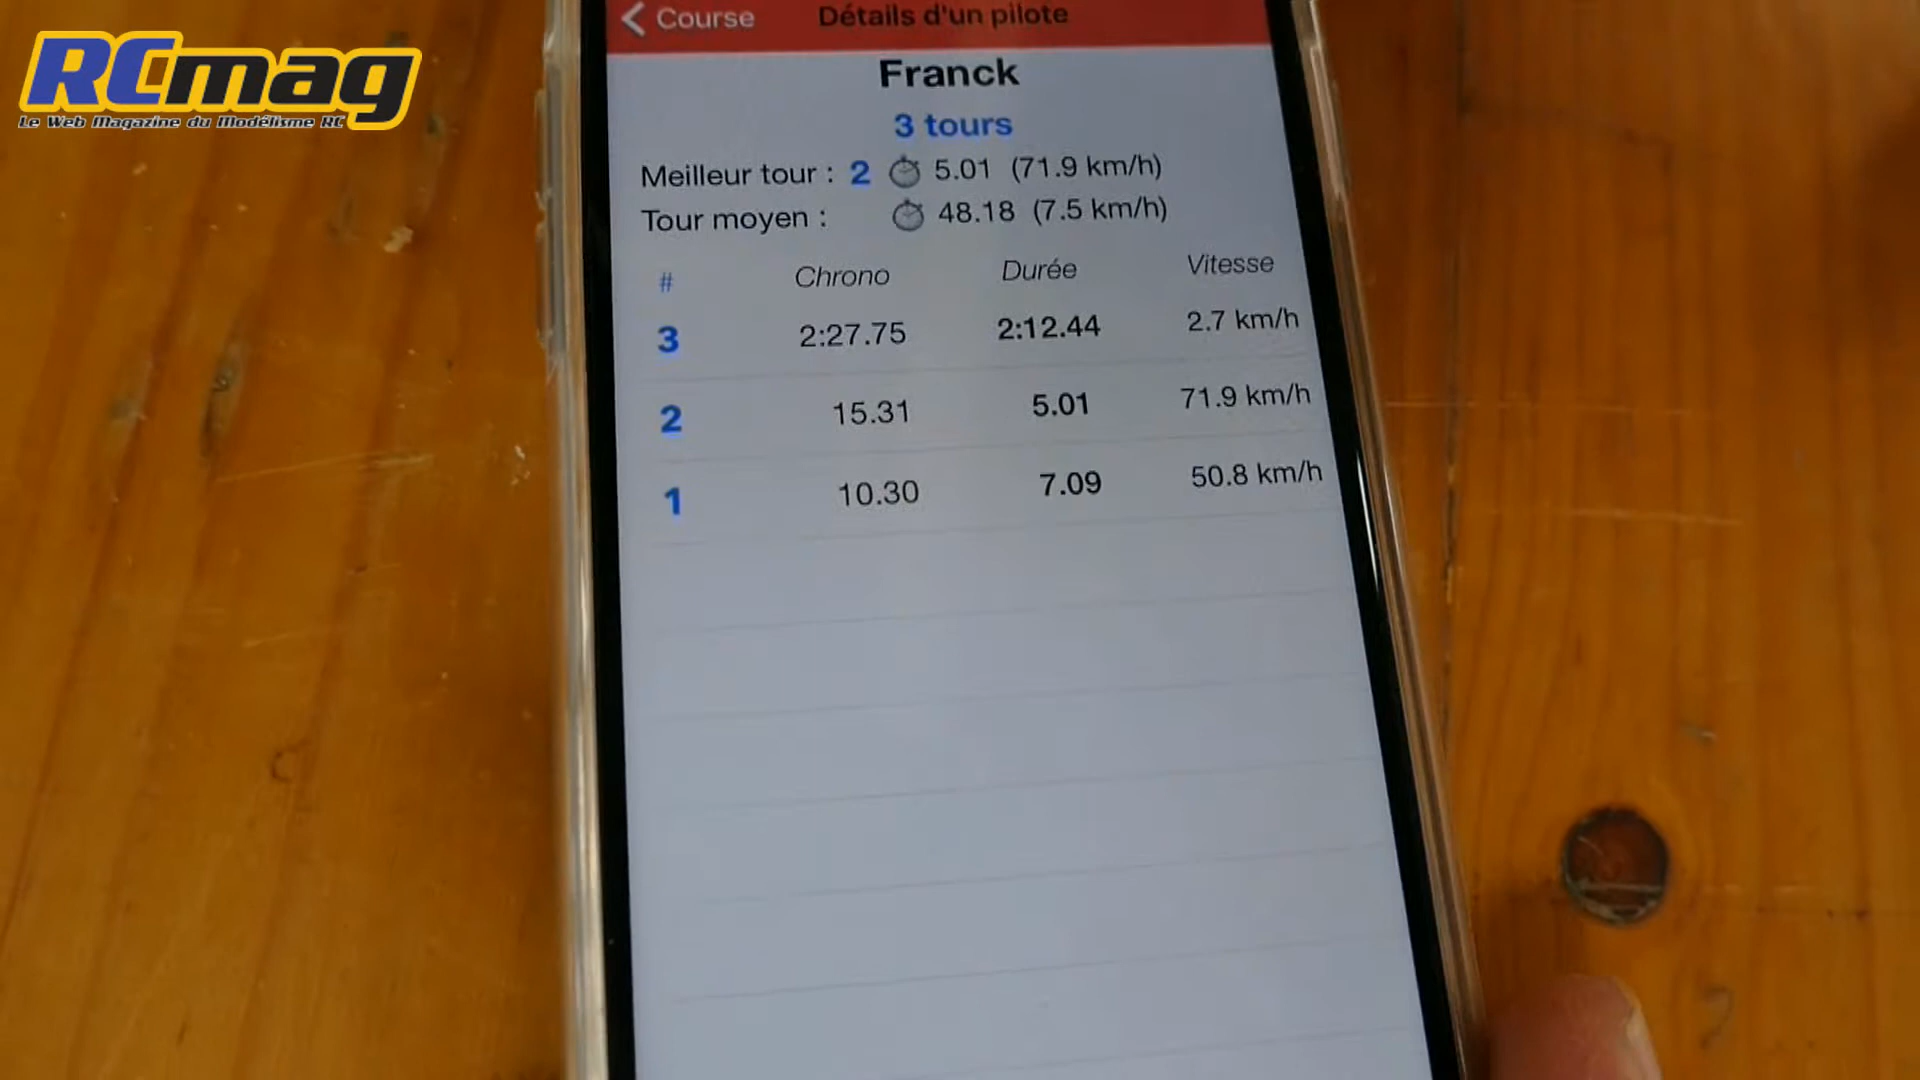 RCmag
Le Web Magazine du Modélisme RC
Course Détails d'un pilote
Franck
3 tours
Meilleur tour : 2 5.01 (71.9 km/h)
Tour moyen : 48.18 (7.5 km/h)
# Chrono Durée Vitesse
3 2:27.75 2:12.44 2.7 km/h
2 15.31 5.01 71.9 km/h
1 10.30 7.09 50.8 km/h